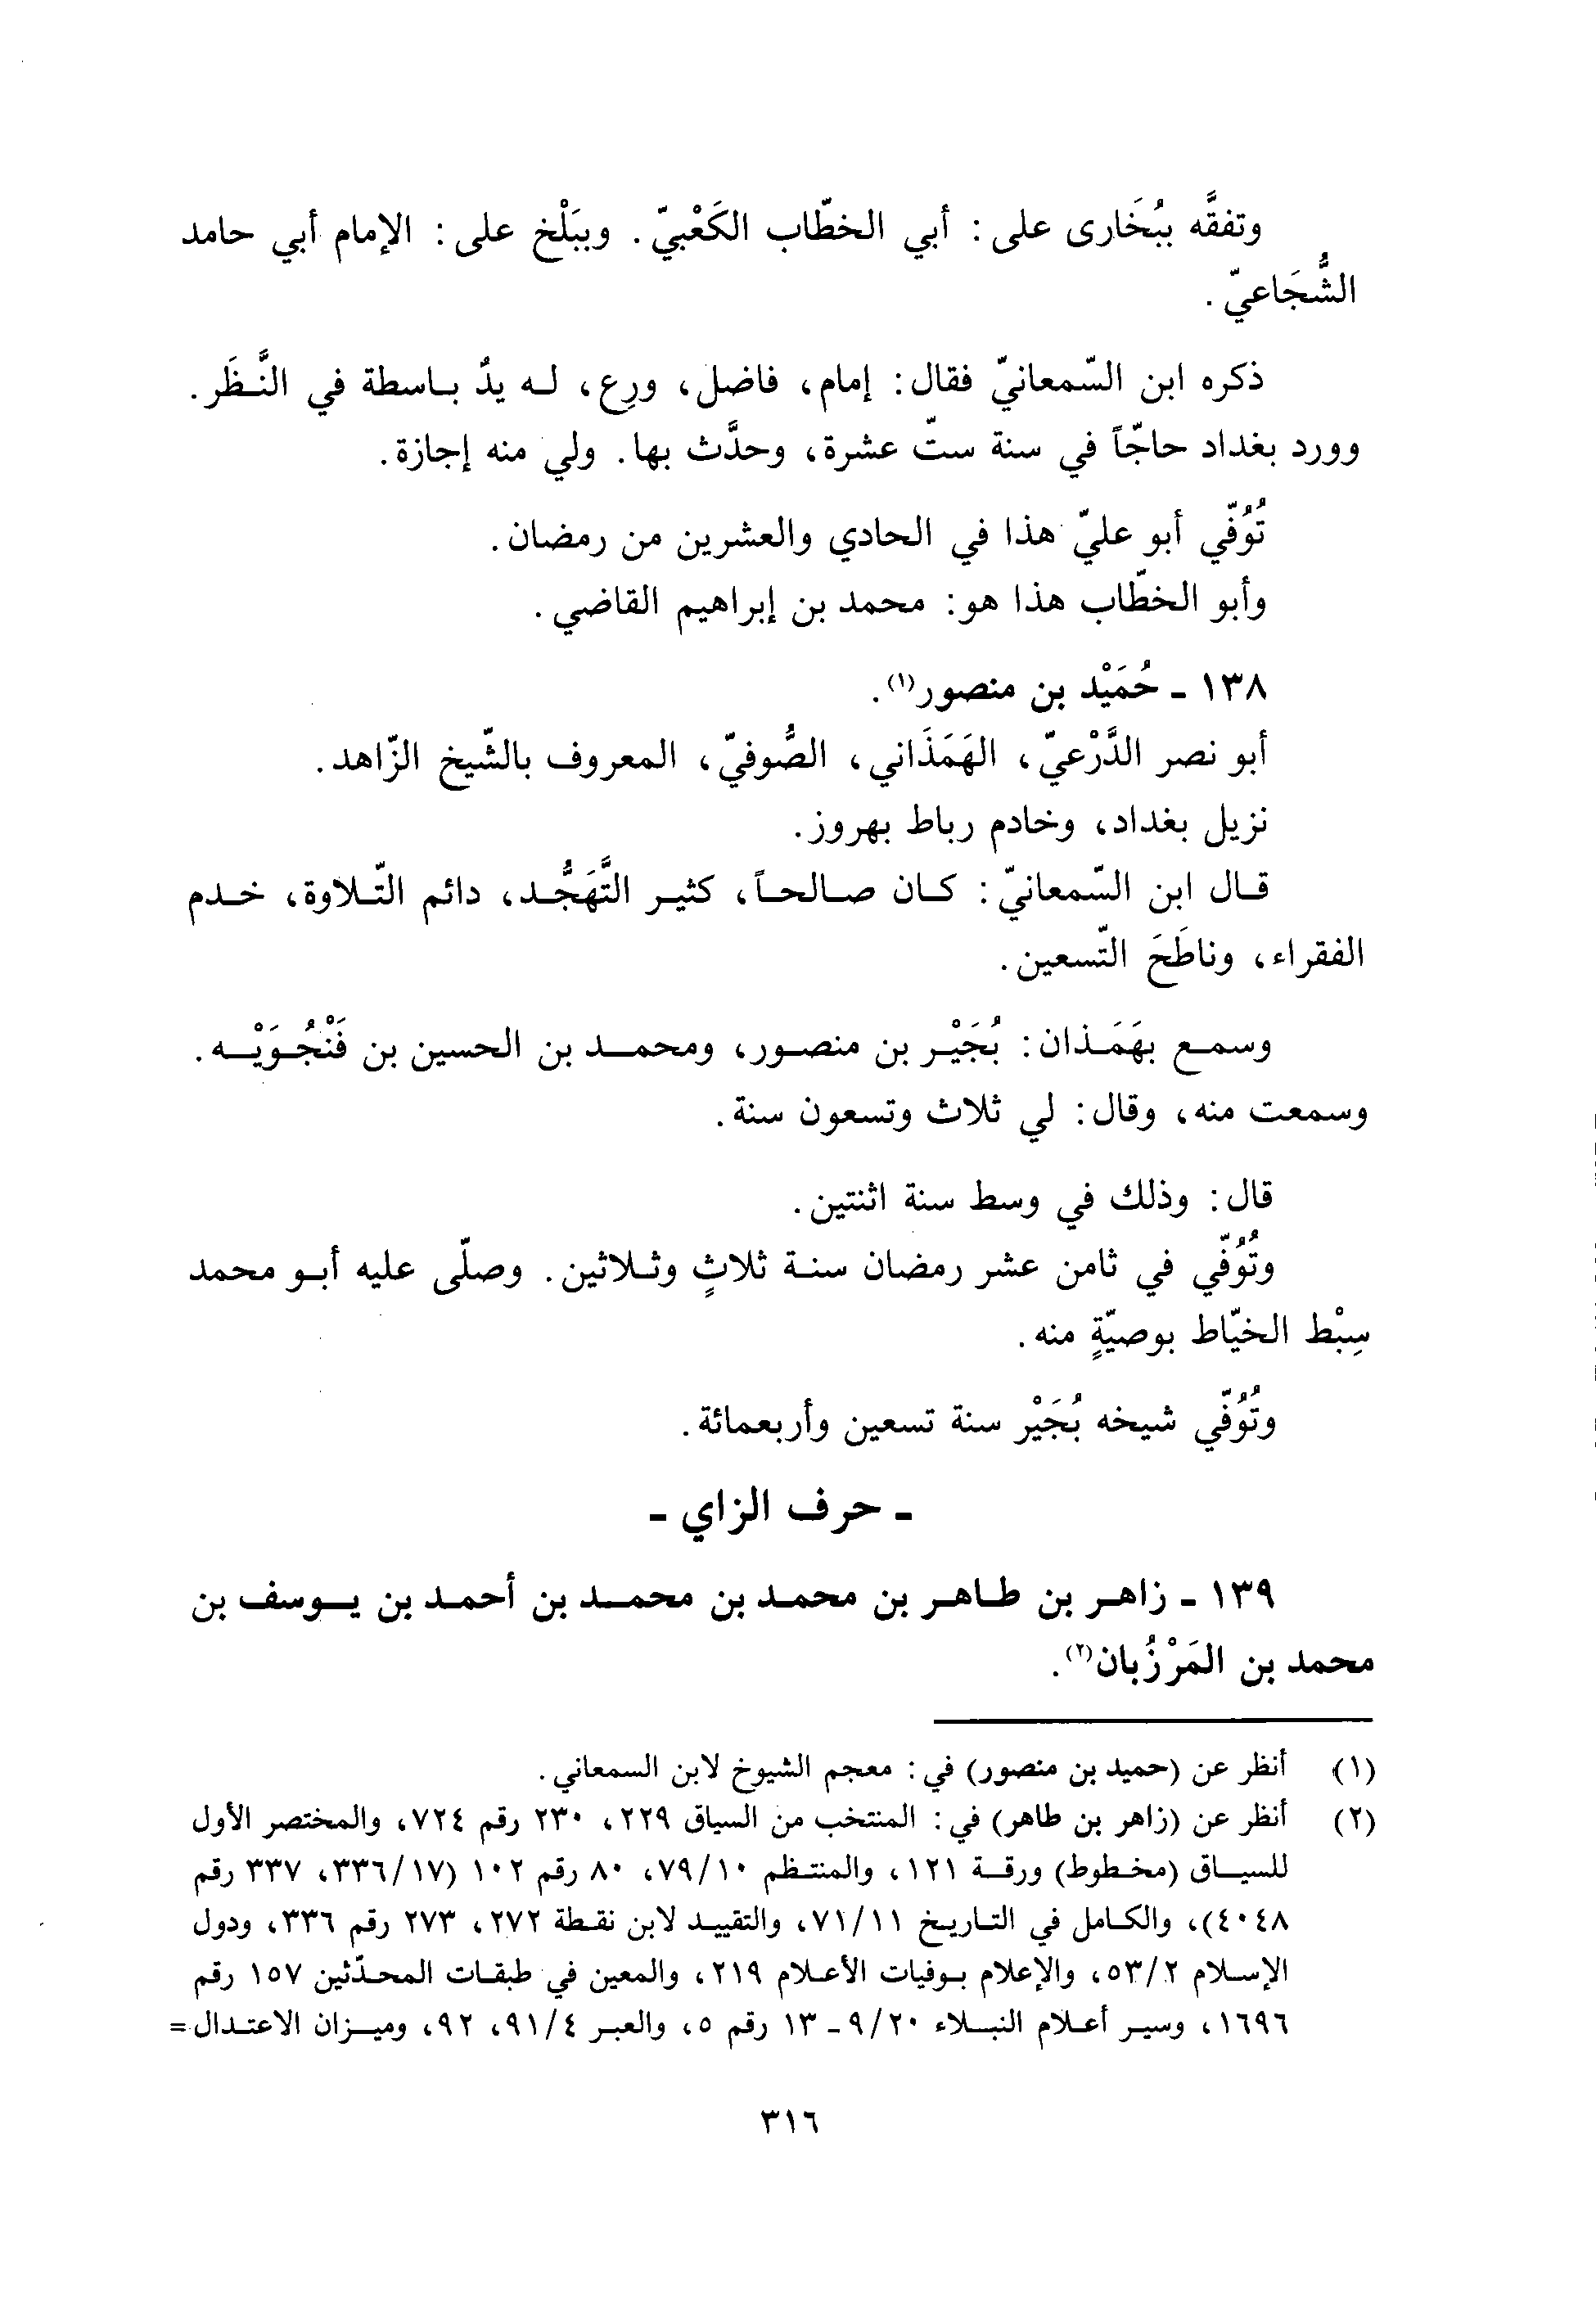 وتفقَّه ببُخَارى على: أبي الخطّاب الكَعْبيّ. وببَلْخ على: الإمام أبي حامد
الشُّجَاعيّ.
ذكره ابن السّمعانيّ فقال: إمام، فاضل، ورِع، له يدٌ باسطة في النَّظَر.
وورد بغداد حاجّاً في سنة ستّ عشرة، وحدَّث بها. ولي منه إجازة.
تُوُفّي أبو عليّ هذا في الحادي والعشرين من رمضان.
وأبو الخطّاب هذا هو: محمد بن إبراهيم القاضي.
١٣٨ - حُمَيْد بن منصور(١).
أبو نصر الدَّرْعيّ، الهَمَذَاني، الصُّوفيّ، المعروف بالشّيخ الزّاهد.
نزيل بغداد، وخادم رباط بهروز.
قال ابن السّمعانيّ: كان صالحاً، كثير التَّهَجُّد، دائم التّلاوة، خدم
الفقراء، وناطَحَ التّسعين.
وسمع بهَمَذان: بُجَيْر بن منصور، ومحمد بن الحسين بن فَنْجُوَيْه.
وسمعت منه، وقال: لي ثلاث وتسعون سنة.
قال: وذلك في وسط سنة اثنتين.
وتُوُفّي في ثامن عشر رمضان سنة ثلاثٍ وثلاثين. وصلّى عليه أبو محمد
سِبْط الخيّاط بوصيّةٍ منه.
وتُوُفّي شيخه بُجَيْر سنة تسعين وأربعمائة.
- حرف الزاي -
١٣٩ - زاهر بن طاهر بن محمد بن محمد بن أحمد بن يوسف بن
محمد بن المَرْزُبان(٢).
(١) أنظر عن (حميد بن منصور) في: معجم الشيوخ لابن السمعاني.
(٢) أنظر عن (زاهر بن طاهر) في: المنتخب من السياق ٢٢٩، ٢٣٠ رقم ٧٢٤، والمختصر الأول
للسياق (مخطوط) ورقة ١٢١، والمنتظم ٧٩/١٠، ٨٠ رقم ١٠٢ (٣٣٦/١٧، ٣٣٧ رقم
٤٠٤٨)، والكامل في التاريخ ٧١/١١، والتقييد لابن نقطة ٢٧٢، ٢٧٣ رقم ٣٣٦، ودول
الإسلام ٥٣/٢، والإعلام بوفيات الأعلام ٢١٩، والمعين في طبقات المحدّثين ١٥٧ رقم
١٦٩٦، وسير أعلام النبلاء ٩/٢٠ - ١٣ رقم ٥، والعبر ٩١/٤، ٩٢، وميزان الاعتدال=
٣١٦